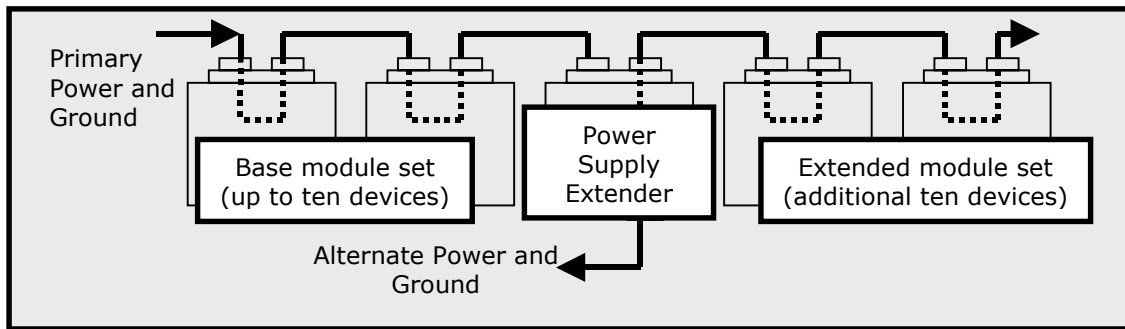 Primary
Power and
Ground
Base module set
(up to ten devices)
Power
Supply
Extender
Extended module set
(additional ten devices)
Alternate Power and
Ground